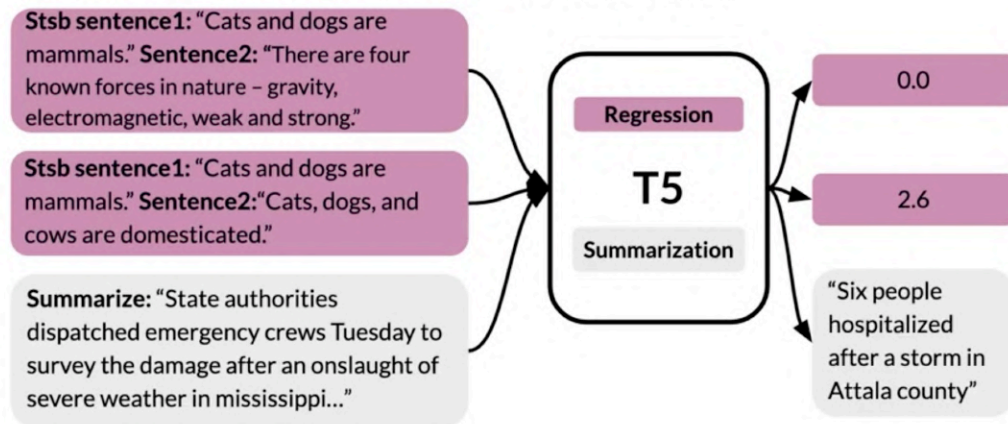 Stsb sentence1: “Cats and dogs are
mammals.” Sentence2: “There are four
known forces in nature – gravity,
electromagnetic, weak and strong.”
Stsb sentence1: “Cats and dogs are
mammals.” Sentence2:“Cats, dogs, and
cows are domesticated.”
Summarize: “State authorities
dispatched emergency crews Tuesday to
survey the damage after an onslaught of
severe weather in mississippi...”
Regression
T5
Summarization
0.0
2.6
“Six people
hospitalized
after a storm in
Attala county”